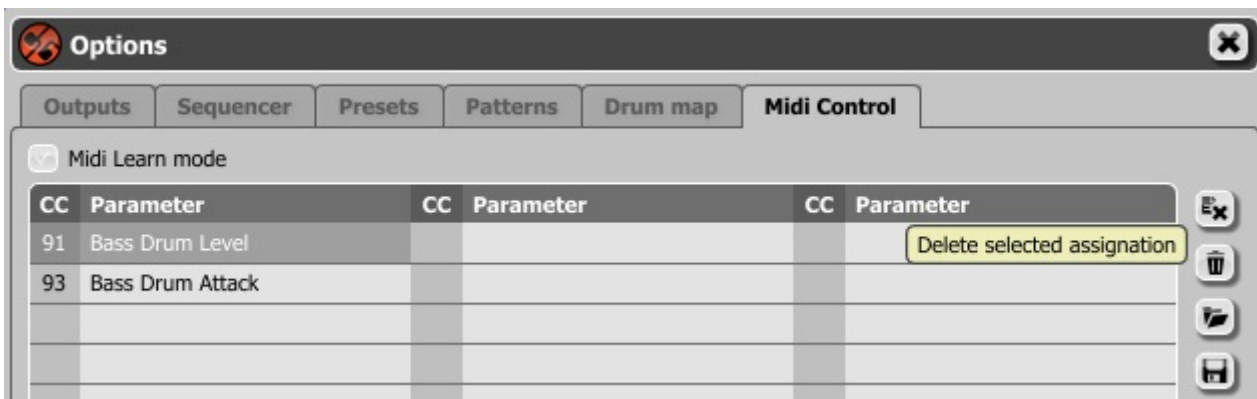 Options
Outputs Sequencer Presets Patterns Drum map Midi Control
Midi Learn mode
CC Parameter CC Parameter CC Parameter
91 Bass Drum Level
Delete selected assignation
93 Bass Drum Attack